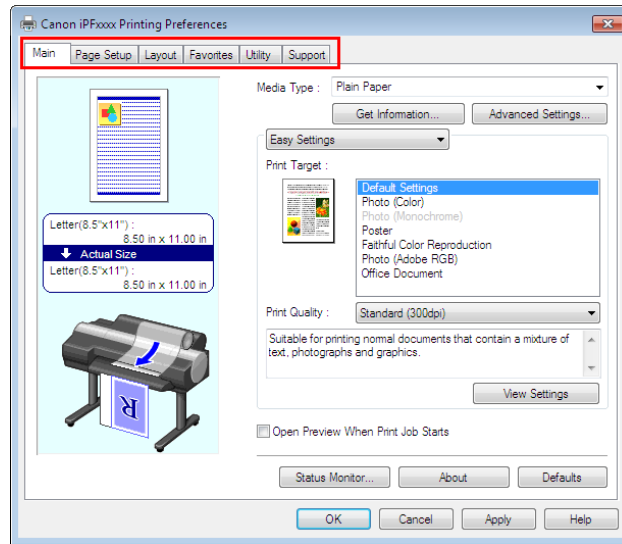 Canon iPFxxxx Printing Preferences
Main Page Setup Layout Favorites Utility Support
Media Type : Plain Paper
Get Information... Advanced Settings...
Easy Settings
Print Target :
Default Settings
Photo (Color)
Photo (Monochrome)
Poster
Faithful Color Reproduction
Photo (Adobe RGB)
Office Document
Letter(8.5"x11") :
8.50 in x 11.00 in
Actual Size
Letter(8.5"x11") :
8.50 in x 11.00 in
R
Print Quality : Standard (300dpi)
Suitable for printing normal documents that contain a mixture of
text, photographs and graphics.
View Settings
Open Preview When Print Job Starts
Status Monitor... About Defaults
OK Cancel Apply Help